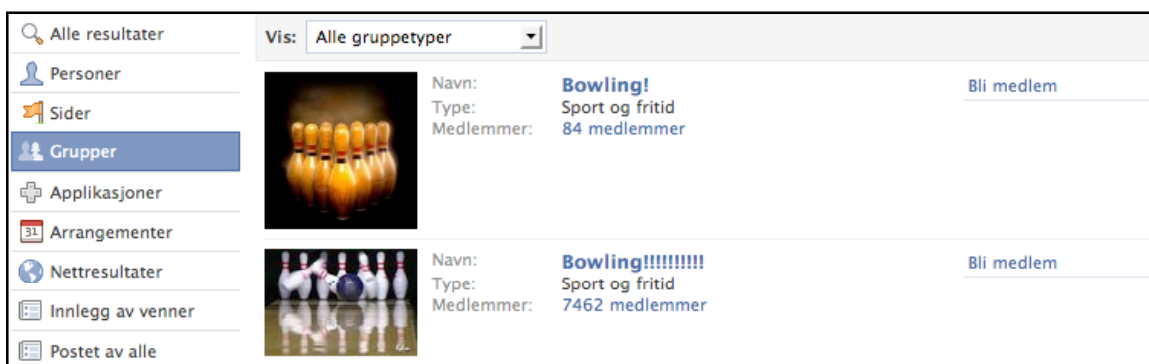 Alle resultater
Personer
Sider
Grupper
Applikasjoner
31 Arrangementer
Nettresultater
Innlegg av venner
Postet av alle
Vis: Alle gruppetyper
Navn: Bowling! Bli medlem
Type: Sport og fritid
Medlemmer: 84 medlemmer
Navn: Bowling!!!!!!!!!! Bli medlem
Type: Sport og fritid
Medlemmer: 7462 medlemmer